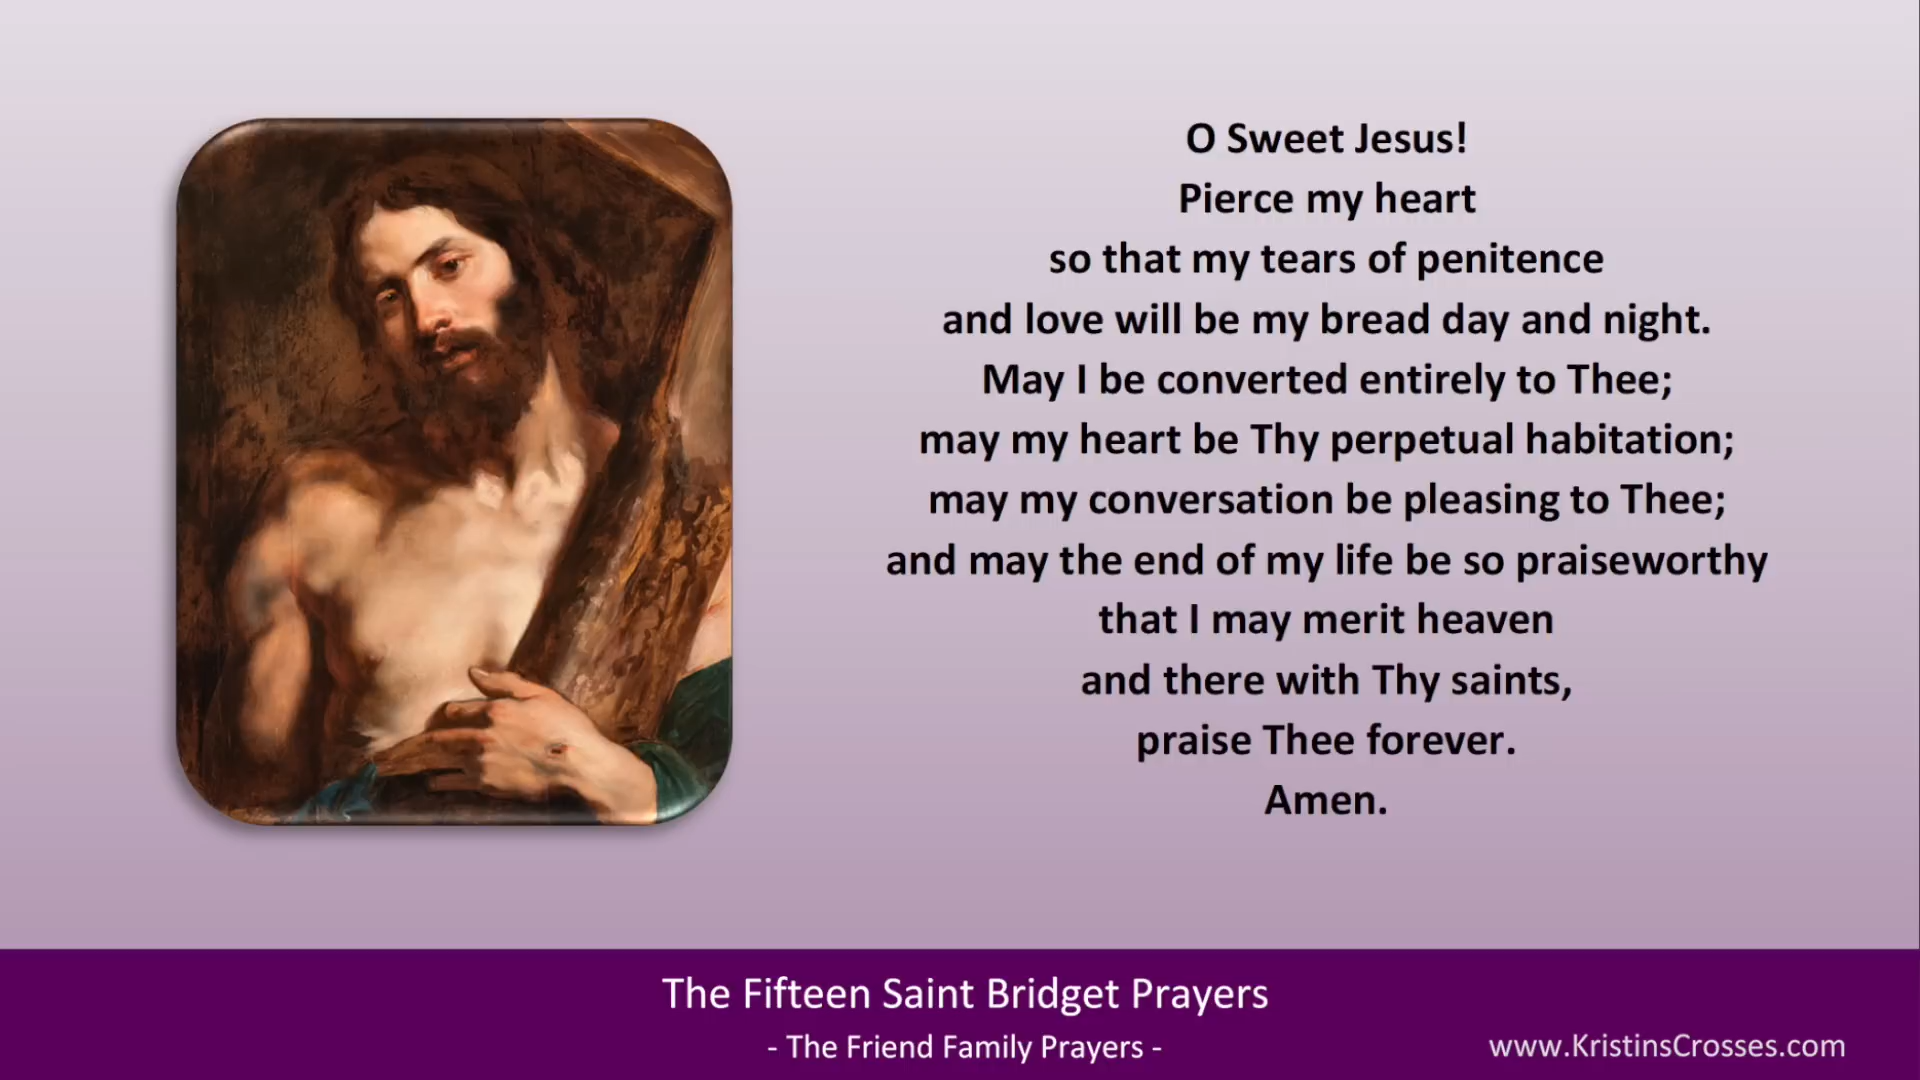 O Sweet Jesus!
Pierce my heart
so that my tears of penitence
and love will be my bread day and night.
May I be converted entirely to Thee;
may my heart be Thy perpetual habitation;
may my conversation be pleasing to Thee;
and may the end of my life be so praiseworthy
that I may merit heaven
and there with Thy saints,
praise Thee forever.
Amen.
The Fifteen Saint Bridget Prayers
- The Friend Family Prayers -
www.KristinsCrosses.com